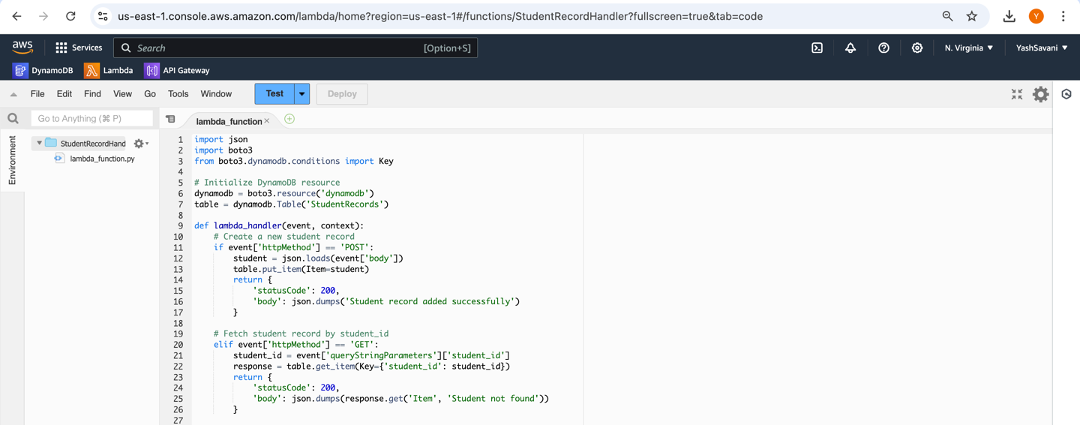 us-east-1.console.aws.amazon.com/lambda/home?region=us-east-1#/functions/StudentRecordHandler?fullscreen=true&tab=code
Y
aws Services Search [Option+S] N. Virginia ▼ YashSavani ▼
DynamoDB Lambda API Gateway
File Edit Find View Go Tools Window Test Deploy
Go to Anything (⌘ P) lambda_function
Environment
StudentRecordHand
lambda_function.py
1 import json
2 import boto3
3 from boto3.dynamodb.conditions import Key
4
5 # Initialize DynamoDB resource
6 dynamodb = boto3.resource('dynamodb')
7 table = dynamodb.Table('StudentRecords')
8
9 def lambda_handler(event, context):
10     # Create a new student record
11     if event['httpMethod'] == 'POST':
12         student = json.loads(event['body'])
13         table.put_item(Item=student)
14         return {
15             'statusCode': 200,
16             'body': json.dumps('Student record added successfully')
17         }
18
19     # Fetch student record by student_id
20     elif event['httpMethod'] == 'GET':
21         student_id = event['queryStringParameters']['student_id']
22         response = table.get_item(Key={'student_id': student_id})
23         return {
24             'statusCode': 200,
25             'body': json.dumps(response.get('Item', 'Student not found'))
26         }
27